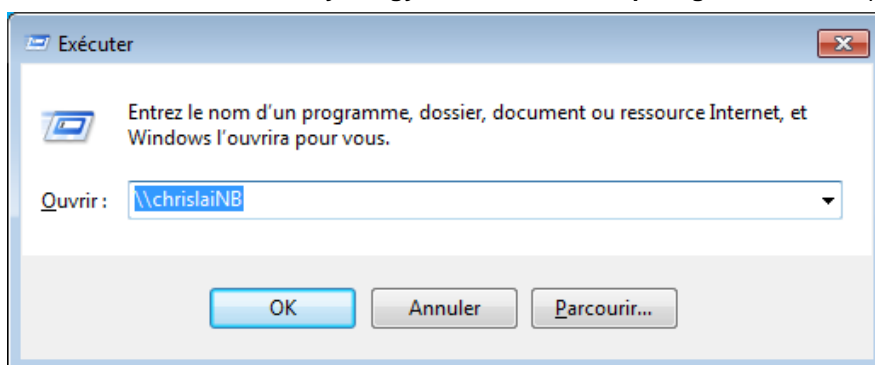 Exécuter
Entrez le nom d'un programme, dossier, document ou ressource Internet, et
Windows l'ouvrira pour vous.
Ouvrir : \\chrislaiNB
OK Annuler Parcourir...